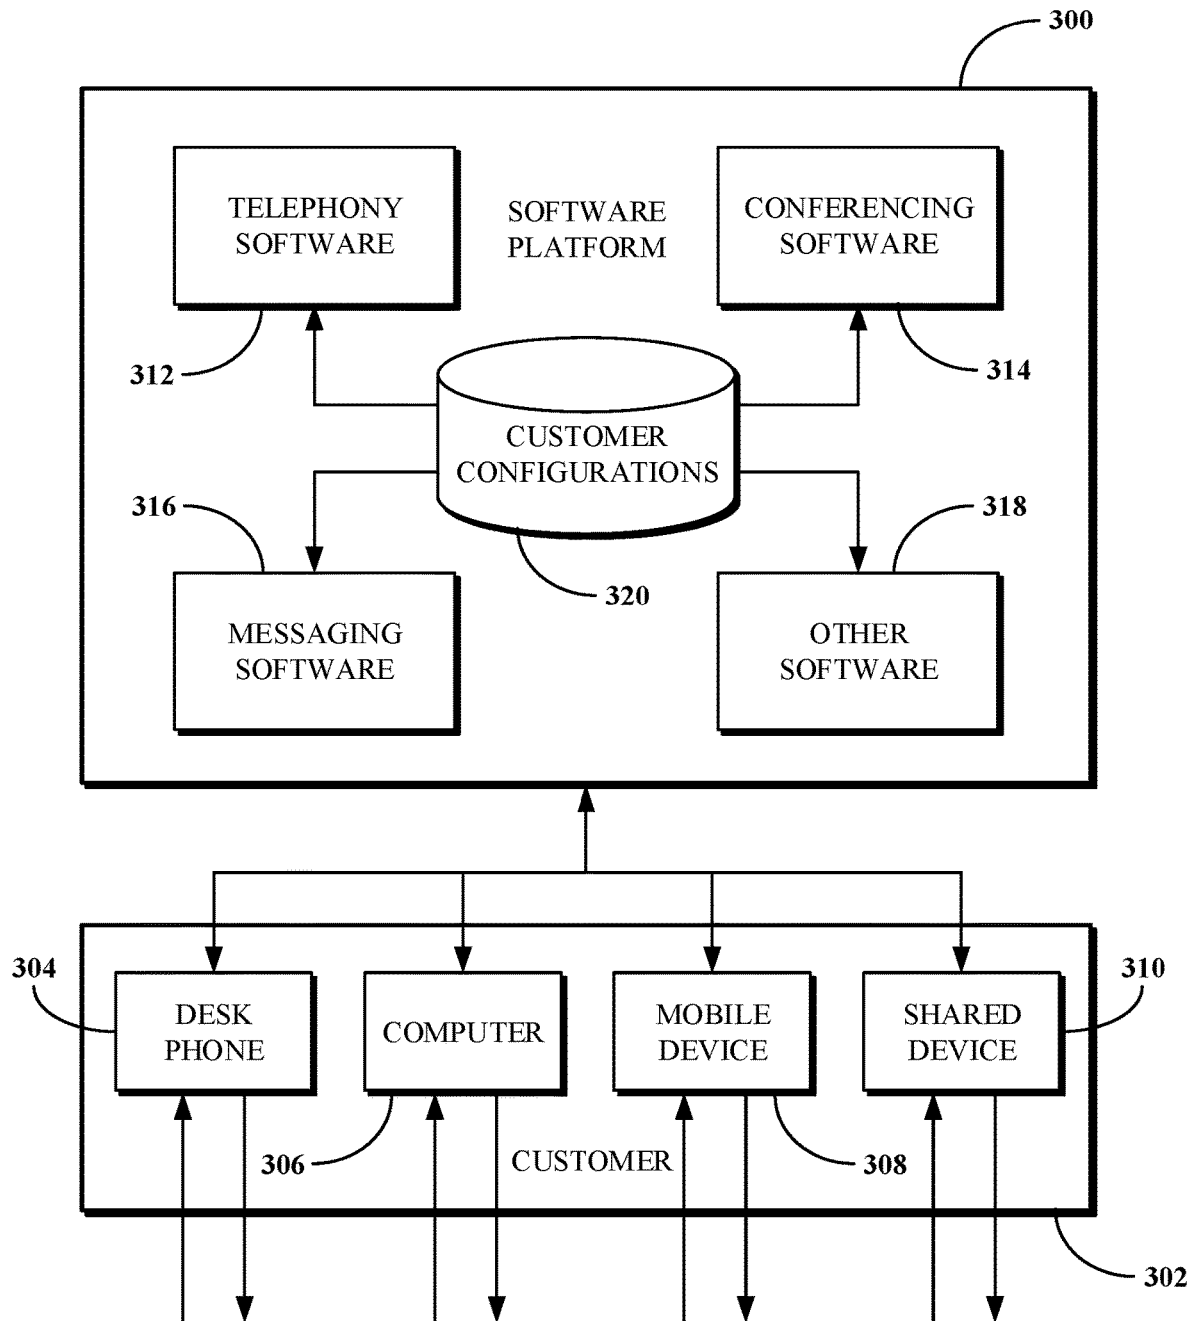 300
TELEPHONY
SOFTWARE
SOFTWARE
PLATFORM
CONFERENCING
SOFTWARE
312
314
CUSTOMER
CONFIGURATIONS
316
318
320
MESSAGING
SOFTWARE
OTHER
SOFTWARE
304
DESK
PHONE
COMPUTER
MOBILE
DEVICE
SHARED
DEVICE
310
306
CUSTOMER
308
302